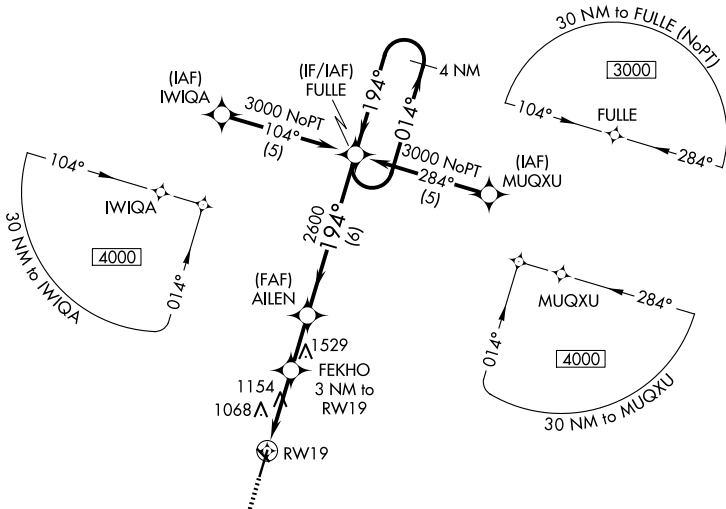 30 NM to FULLE (NoPT)
3000
104°
FULLE
284°
(IF/IAF)
FULLE
4 NM
194°
014°
(IAF)
IWIQA
3000 NoPT
104°
(5)
3000 NoPT
284°
(5)
(IAF)
MUQXU
104°
IWIQA
4000
014°
30 NM to IWIQA
2600
194°
(6)
MUQXU
284°
014°
4000
30 NM to MUQXU
(FAF)
AILEN
1529
FEKHO
3 NM to
RW19
1154
1068
RW19